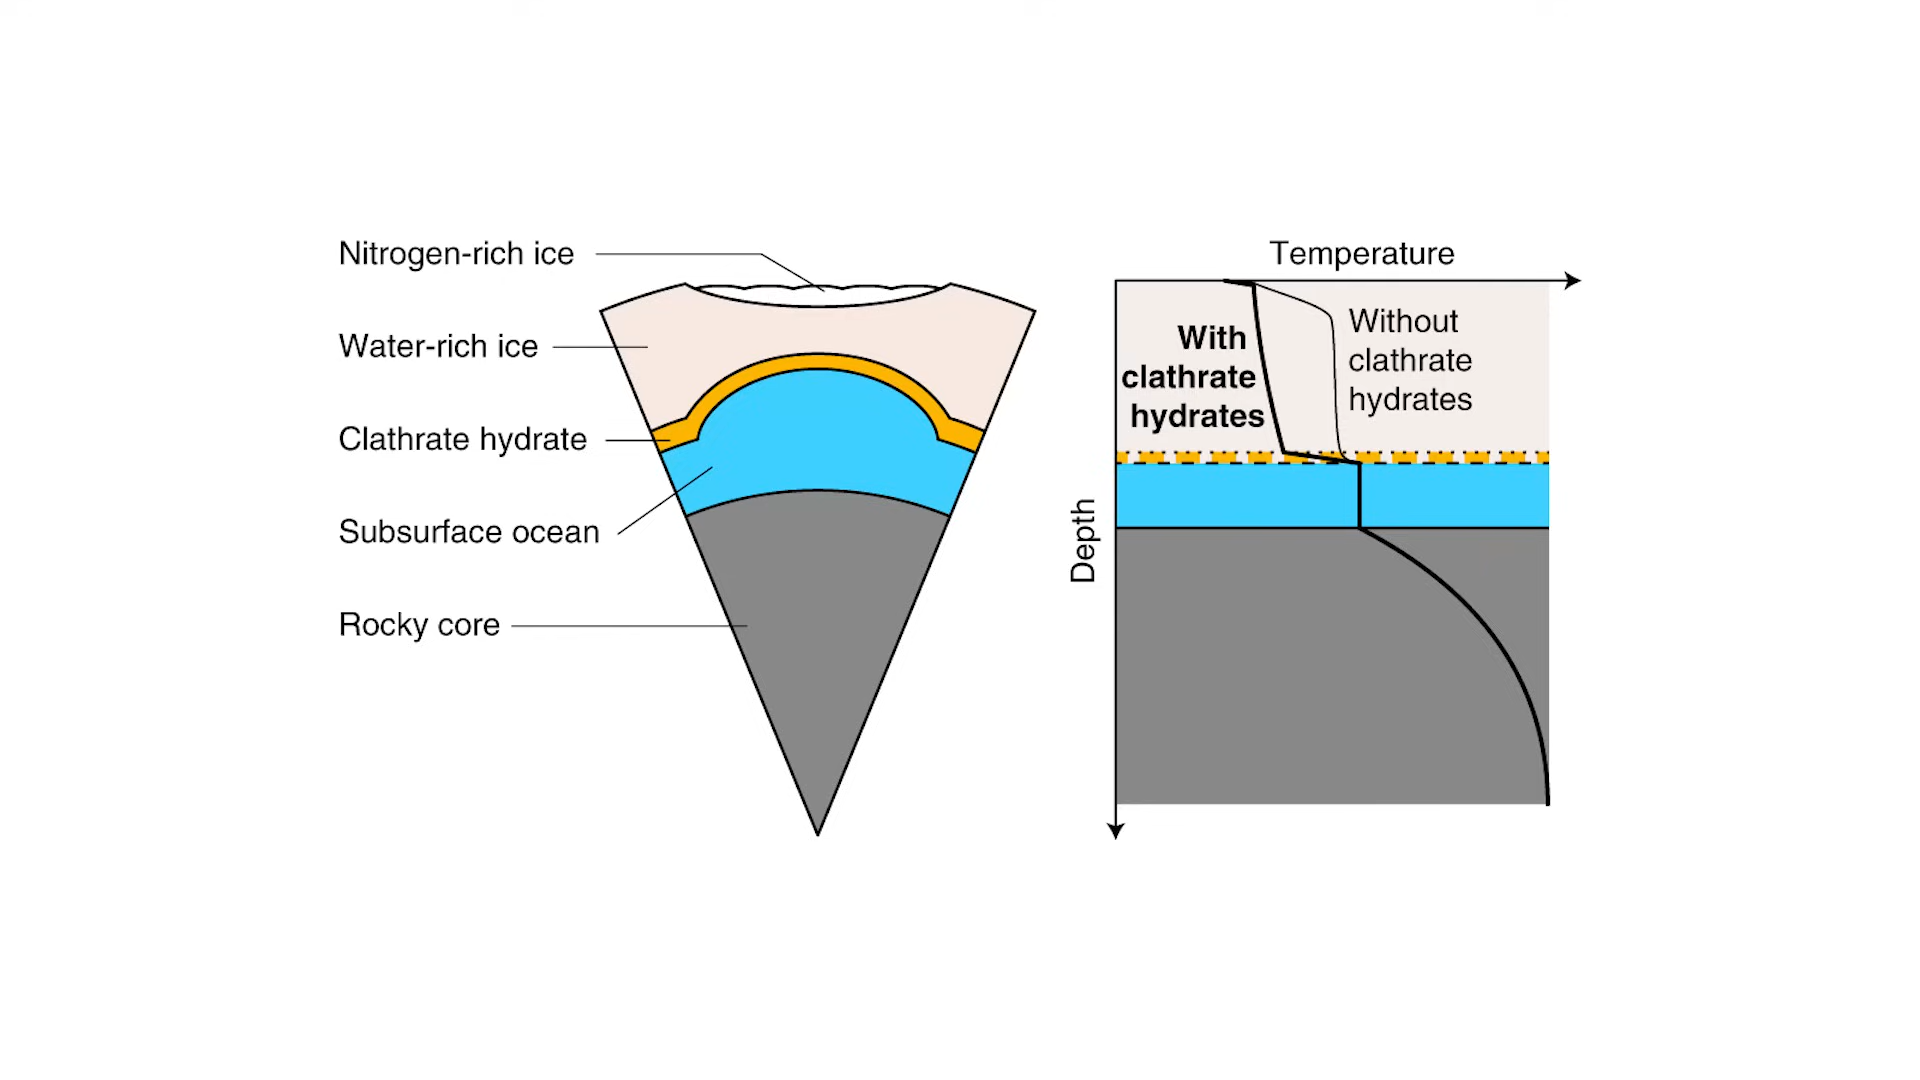 Nitrogen-rich ice
Water-rich ice
Clathrate hydrate
Subsurface ocean
Rocky core
Temperature
With
clathrate
hydrates
Without
clathrate
hydrates
Depth